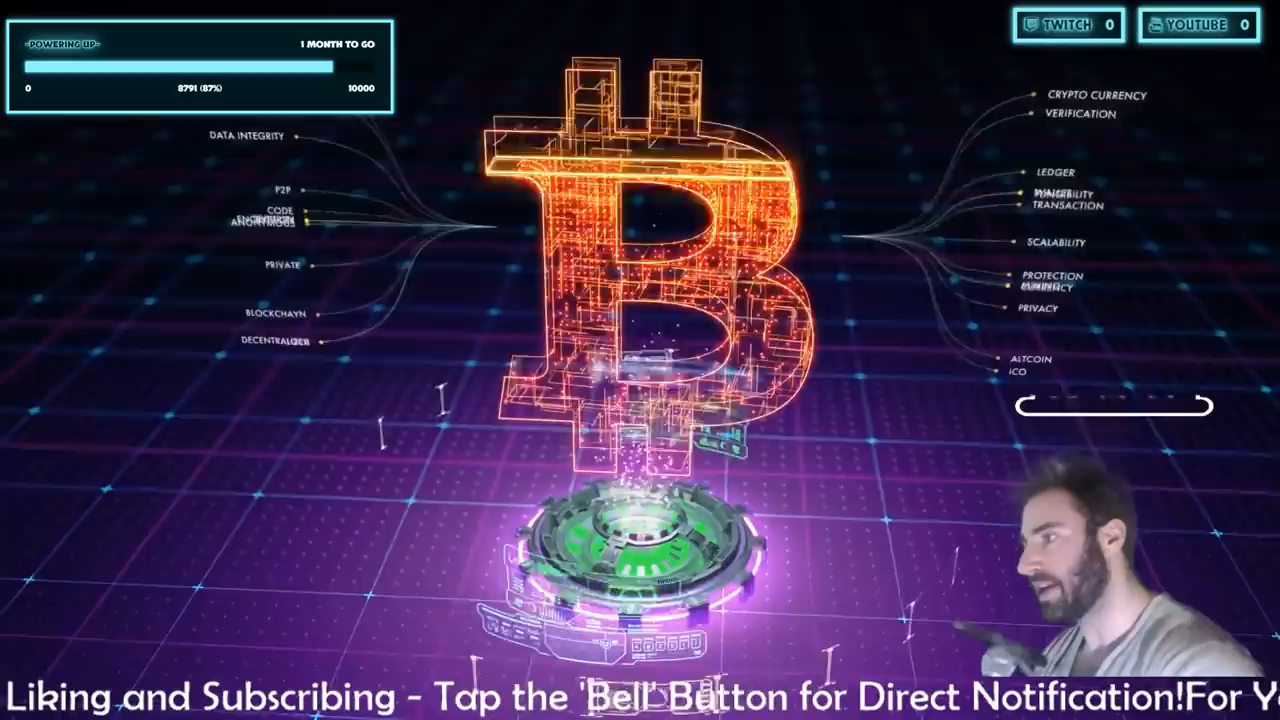 -POWERING UP-
1 MONTH TO GO
0
8791 (87%)
10000
TWITCH 0
YOUTUBE 0
DATA INTEGRITY
P2P
CODE
ANONYMOUS
PRIVATE
BLOCKCHAYN
CRYPTO CURRENCY
VERIFICATION
LEDGER
TRANSACTION
SCALABILITY
PROTECTION
PRIVACY
ALTCOIN
ICO
Liking and Subscribing - Tap the 'Bell' Button for Direct Notification!For Y